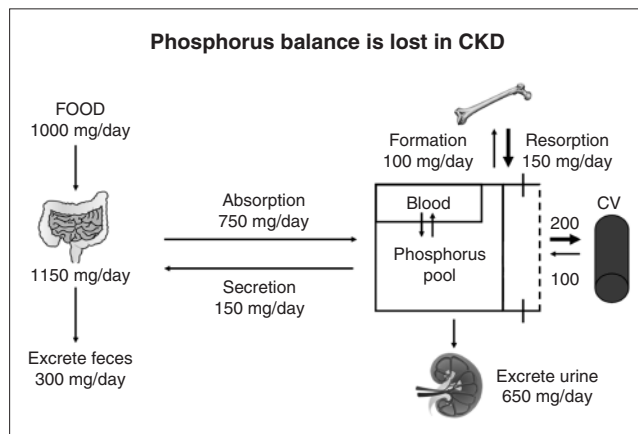 Phosphorus balance is lost in CKD
FOOD
1000 mg/day
1150 mg/day
Excrete feces
300 mg/day
Absorption
750 mg/day
Secretion
150 mg/day
Formation
100 mg/day
Resorption
150 mg/day
Blood
Phosphorus
pool
CV
200
100
Excrete urine
650 mg/day